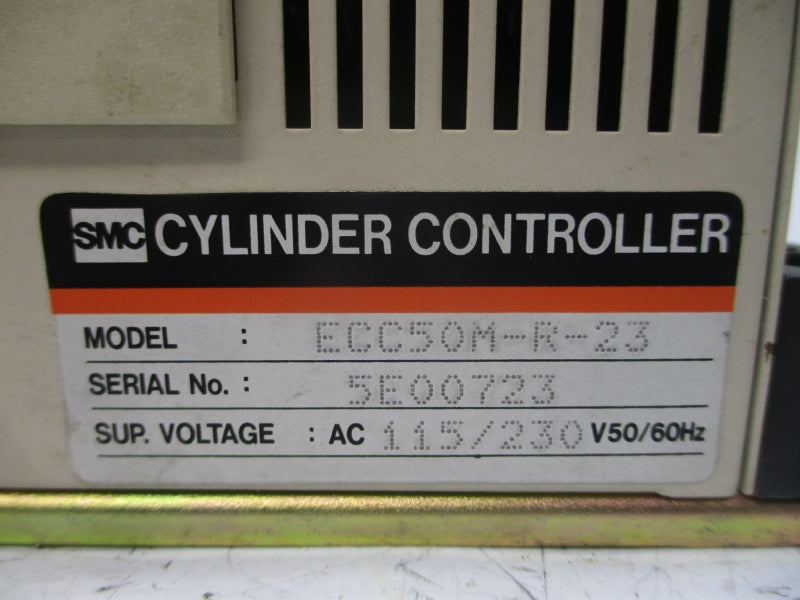 SMC CYLINDER CONTROLLER
MODEL : ECC50M-R-23
SERIAL No. : 5E00723
SUP. VOLTAGE : AC 115/230 V50/60Hz